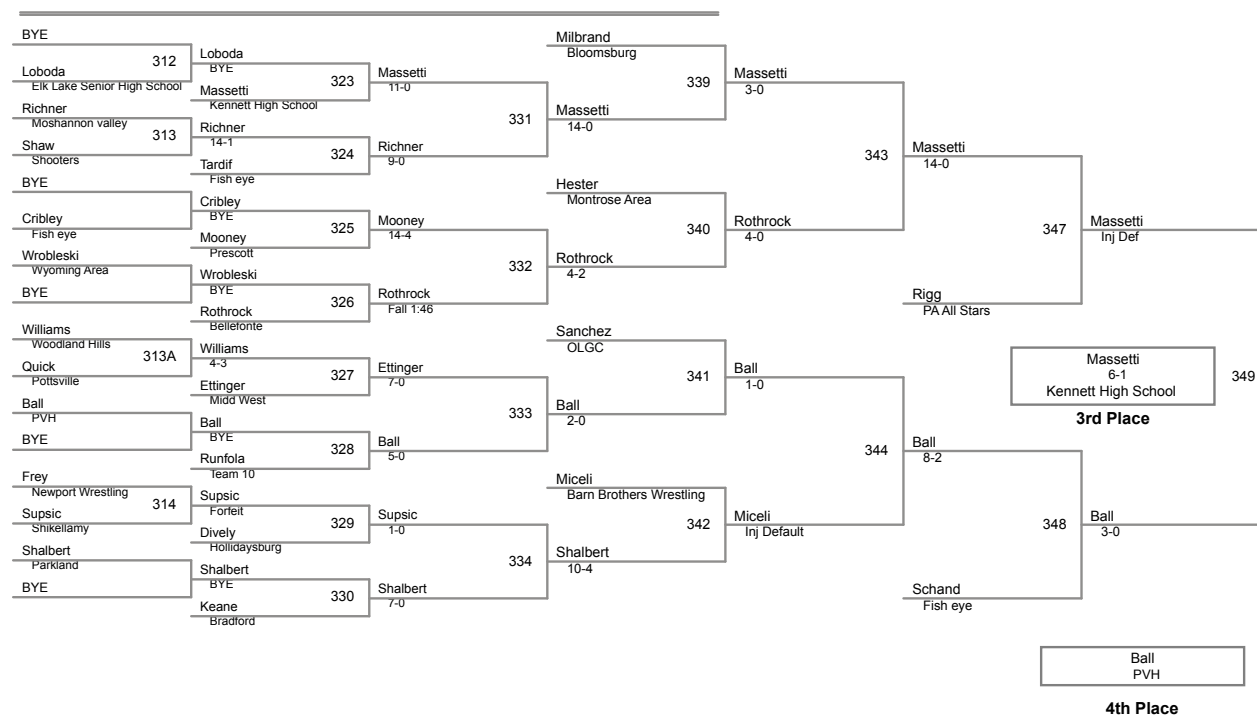 BYE
312
Loboda
Elk Lake Senior High School
Richner
Moshannon valley
313
Shaw
Shooters
BYE
Cribley
Fish eye
Wrobleski
Wyoming Area
BYE
Williams
Woodland Hills
313A
Quick
Pottsville
Ball
PVH
BYE
Frey
Newport Wrestling
314
Supsic
Shikellamy
Shalbert
Parkland
BYE
Loboda
BYE
323
Massetti
Kennett High School
Richner
14-1
324
Tardif
Fish eye
Cribley
BYE
325
Mooney
Prescott
Wrobleski
BYE
326
Rothrock
Bellefonte
Williams
4-3
327
Ettinger
Midd West
Ball
BYE
328
Runfola
Team 10
Supsic
Forfeit
329
Dively
Hollidaysburg
Shalbert
BYE
330
Keane
Bradford
Massetti
11-0
331
Richner
9-0
Mooney
14-4
332
Rothrock
Fall 1:46
Ettinger
7-0
333
Ball
5-0
Supsic
1-0
334
Shalbert
7-0
Milbrand
Bloomsburg
339
Massetti
14-0
Hester
Montrose Area
340
Rothrock
4-2
Sanchez
OLGC
341
Ball
2-0
Miceli
Barn Brothers Wrestling
342
Shalbert
10-4
Massetti
3-0
343
Rothrock
4-0
Ball
1-0
344
Miceli
Inj Default
Massetti
14-0
347
Rigg
PA All Stars
Ball
8-2
348
Schand
Fish eye
Massetti
Inj Def
Massetti
6-1
Kennett High School
349
3rd Place
Ball
3-0
Ball
PVH
4th Place